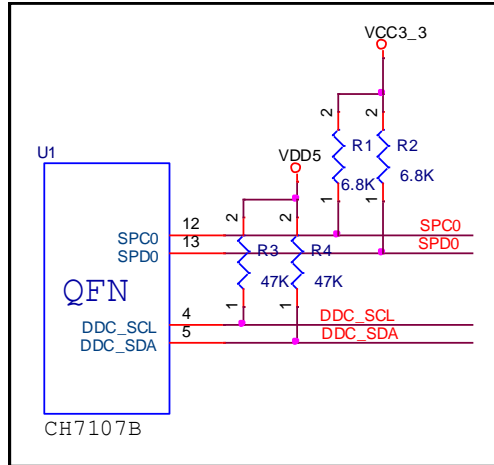 VCC3_3
2
2
R1
R2
U1
VDD5
6.8K
6.8K
1
1
SPC0
12
SPC0
2
2
SPD0
13
SPD0
R3
R4
QFN
47K
47K
1
1
DDC_SCL
4
DDC_SCL
DDC_SDA
5
DDC_SDA
CH7107B